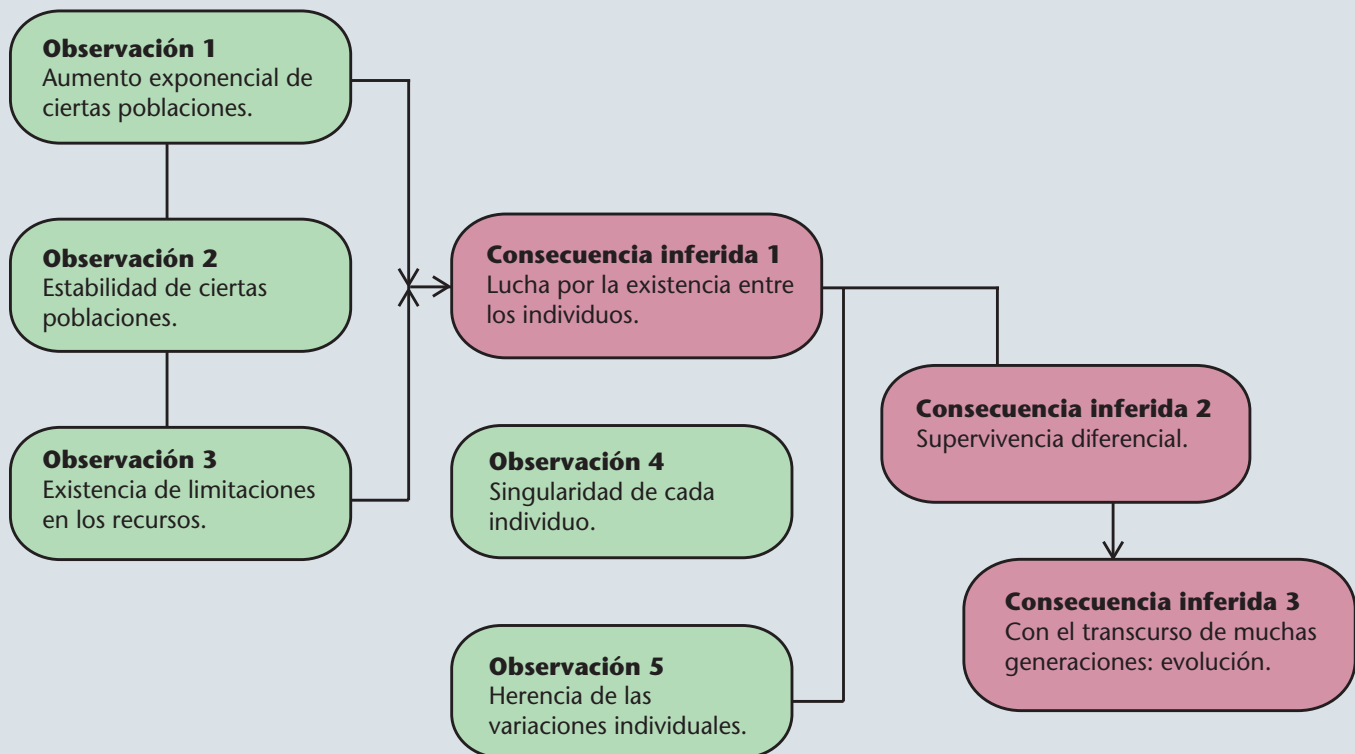 Observación 1
Aumento exponencial de
ciertas poblaciones.
Observación 2
Estabilidad de ciertas
poblaciones.
Observación 3
Existencia de limitaciones
en los recursos.
Consecuencia inferida 1
Lucha por la existencia entre
los individuos.
Observación 4
Singularidad de cada
individuo.
Observación 5
Herencia de las
variaciones individuales.
Consecuencia inferida 2
Supervivencia diferencial.
Consecuencia inferida 3
Con el transcurso de muchas
generaciones: evolución.